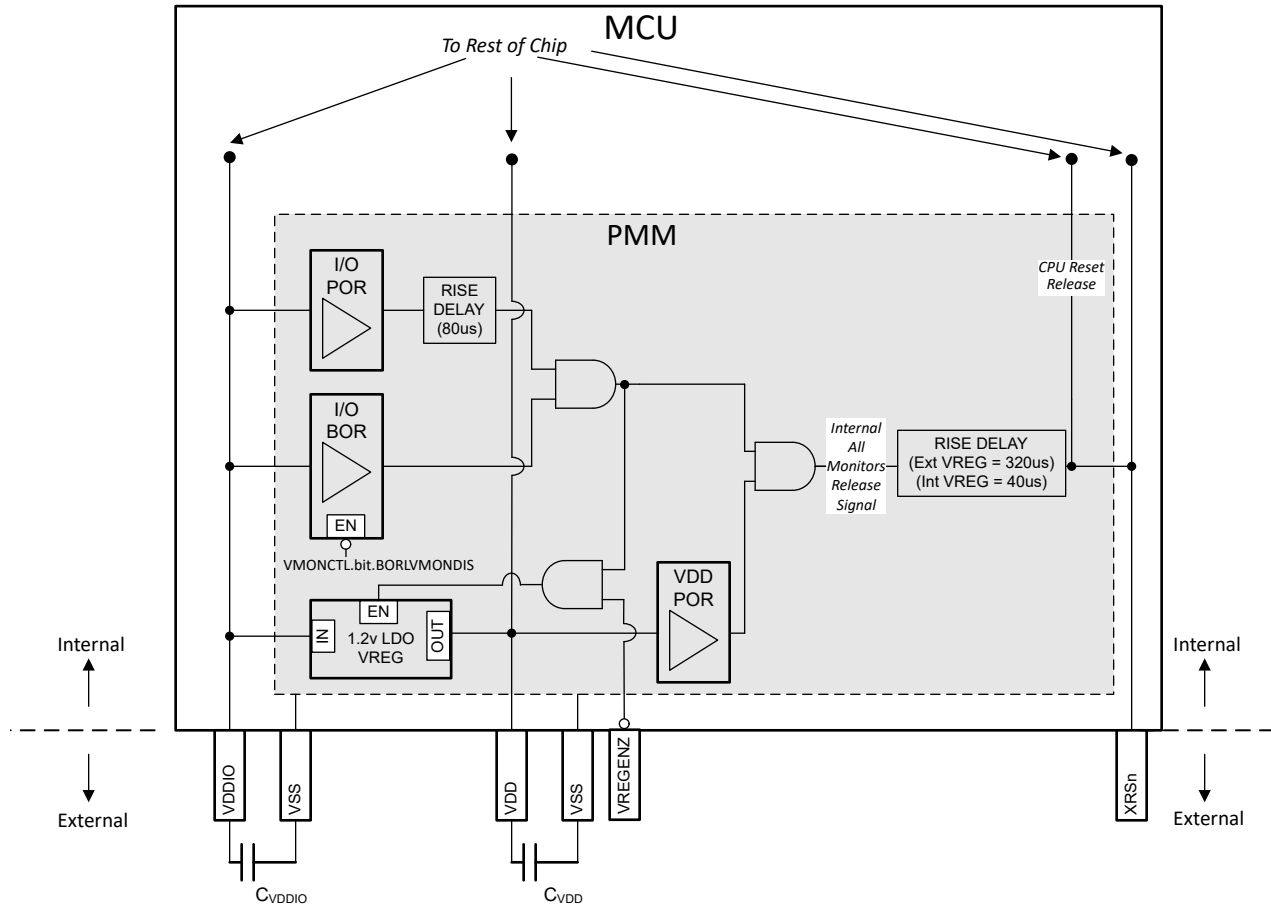 MCU
To Rest of Chip
PMM
I/O
POR
RISE
DELAY
(80us)
CPU Reset
Release
I/O
BOR
EN
VMONCTL.bit.BORLVMONDIS
Internal
All
Monitors
Release
Signal
RISE DELAY
(Ext VREG = 320us)
(Int VREG = 40us)
EN
IN
1.2v LDO
VREG
OUT
VDD
POR
Internal
External
Internal
External
VDDIO
VSS
VDD
VSS
VREGENZ
XRSn
CVDDIO
CVDD